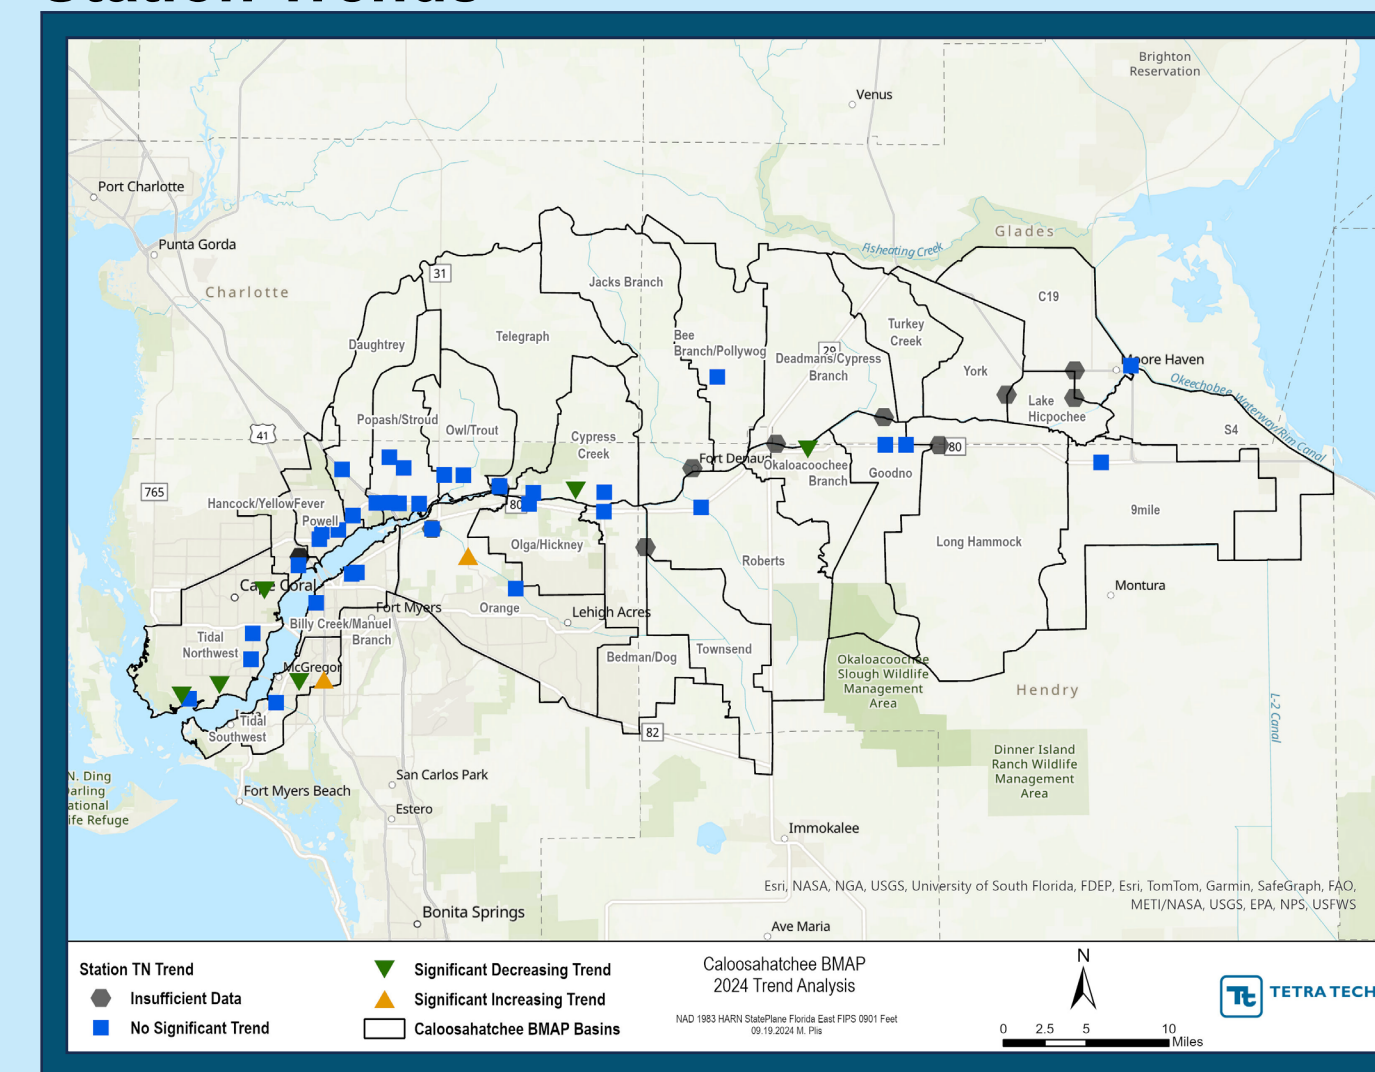 Station Trends
Brighton
Reservation
Venus
Port Charlotte
Punta Gorda
Charlotte
Glades
Fisheating Creek
31
Jacks Branch
C19
Telegraph
Daughtrey
Bee
Branch/Pollywog
29
Deadmans/Cypress
Branch
Turkey
Creek
York
Moore Haven
Okeechobee Waterway/Rim Canal
Lake
Hicpochee
S4
41
Popash/Stroud
Owl/Trout
Cypress
Creek
Fort Denaud
Okaloacoochee
Branch
Goodno
80
765
Hancock/YellowFever
Powell
80
9mile
Olga/Hickney
Roberts
Long Hammock
Cape Coral
Montura
Fort Myers
Orange
Lehigh Acres
Billy Creek/Manuel
Branch
Tidal
Northwest
McGregor
Bedman/Dog
Townsend
Okaloacoochee
Slough Wildlife
Management
Area
Hendry
L-2 Canal
Tidal
Southwest
82
Dinner Island
Ranch Wildlife
Management
Area
N. Ding
arling
ational
ife Refuge
San Carlos Park
Fort Myers Beach
Estero
Immokalee
Esri, NASA, NGA, USGS, University of South Florida, FDEP, Esri, TomTom, Garmin, SafeGraph, FAO,
METI/NASA, USGS, EPA, NPS, USFWS
Bonita Springs
Ave Maria
Station TN Trend
Insufficient Data
No Significant Trend
Significant Decreasing Trend
Significant Increasing Trend
Caloosahatchee BMAP Basins
Caloosahatchee BMAP
2024 Trend Analysis
NAD 1983 HARN StatePlane Florida East FIPS 0901 Feet
09.19.2024 M. Plis
N
0 2.5 5 10
Miles
Tt TETRA TECH